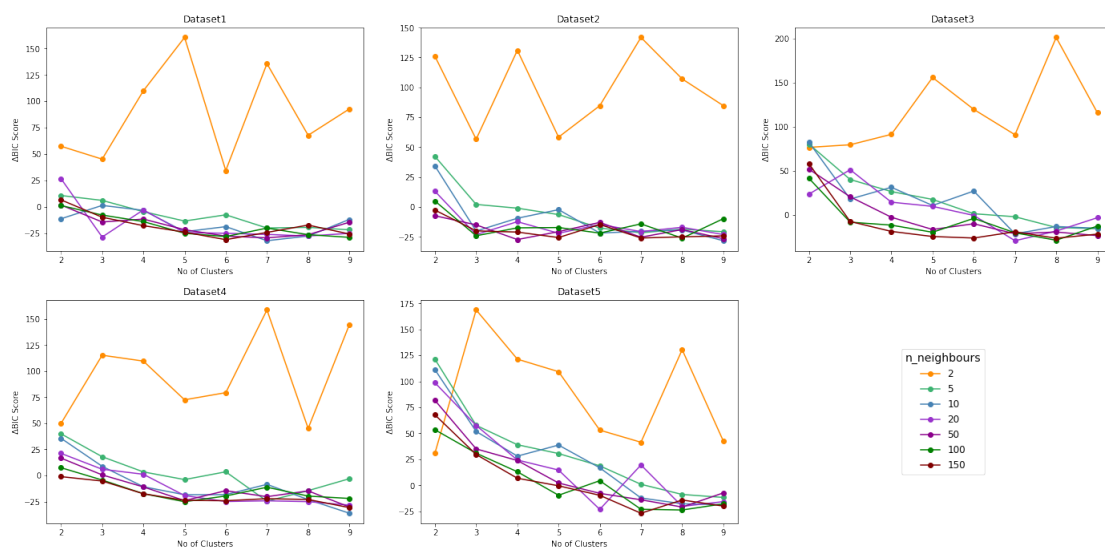 Dataset1
150
125
100
75
50
25
0
−25
ΔBIC Score
2 3 4 5 6 7 8 9
No of Clusters
Dataset2
150
125
100
75
50
25
0
−25
ΔBIC Score
2 3 4 5 6 7 8 9
No of Clusters
Dataset3
200
150
100
50
0
ΔBIC Score
2 3 4 5 6 7 8 9
No of Clusters
Dataset4
150
125
100
75
50
25
0
−25
ΔBIC Score
2 3 4 5 6 7 8 9
No of Clusters
Dataset5
175
150
125
100
75
50
25
0
−25
ΔBIC Score
2 3 4 5 6 7 8 9
No of Clusters
n_neighbours
2
5
10
20
50
100
150